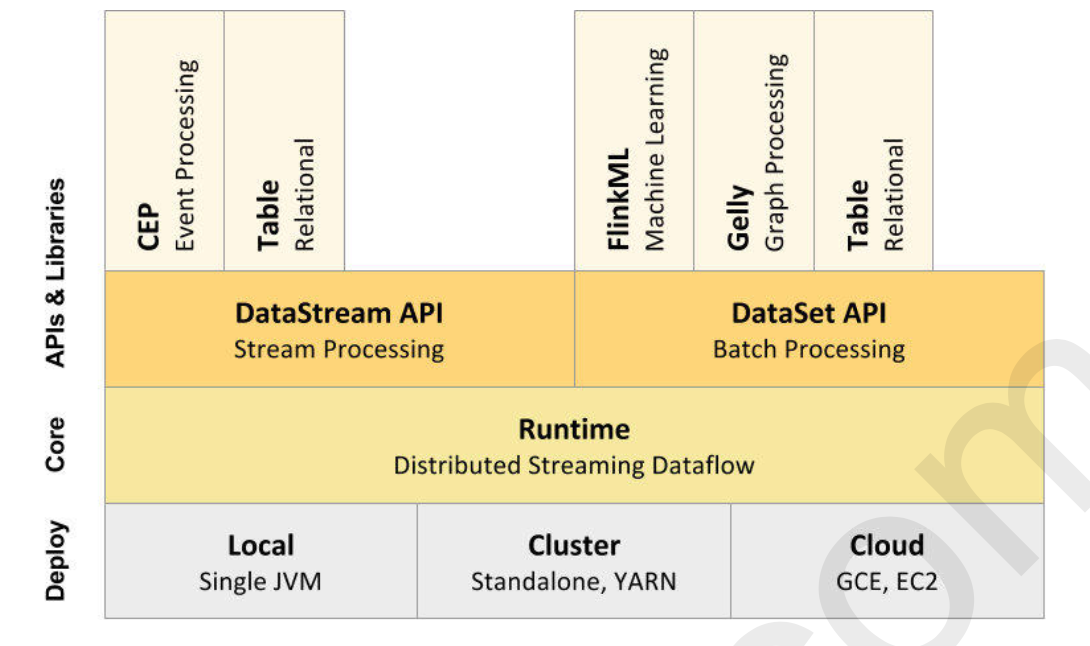 APIs & Libraries
CEP
Event Processing
Table
Relational
FlinkML
Machine Learning
Gelly
Graph Processing
Table
Relational
DataStream API
Stream Processing
DataSet API
Batch Processing
Core
Runtime
Distributed Streaming Dataflow
Deploy
Local
Single JVM
Cluster
Standalone, YARN
Cloud
GCE, EC2
com